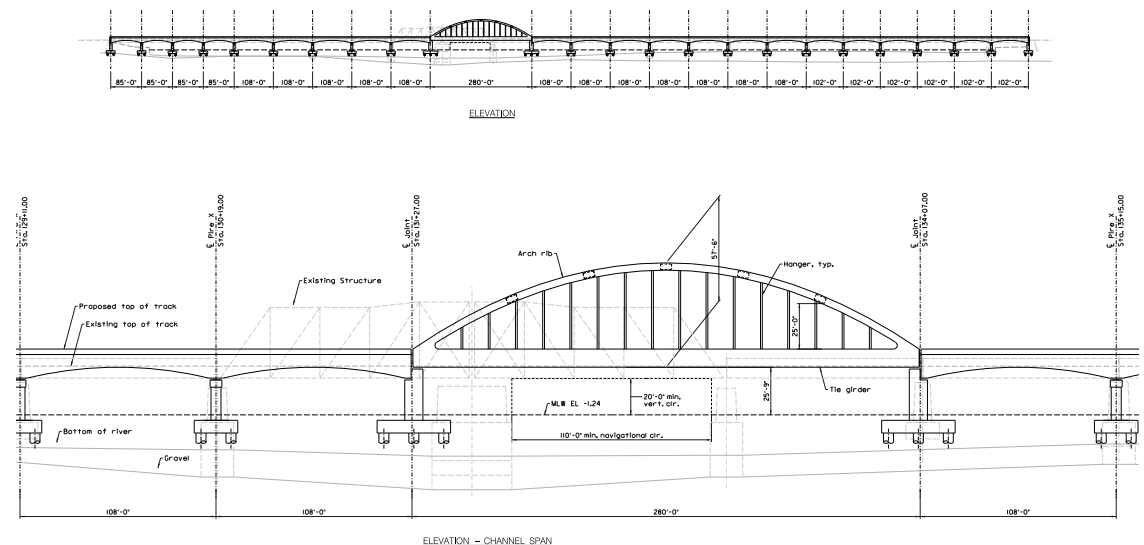 85'-0" 85'-0" 85'-0" 85'-0" 108'-0" 108'-0" 108'-0" 108'-0" 108'-0" 280'-0" 108'-0" 108'-0" 108'-0" 108'-0" 108'-0" 108'-0" 108'-0" 102'-0" 102'-0" 102'-0" 102'-0" 102'-0" 102'-0"
ELEVATION
Sta. 129+11.00
℄ Pire X
Sta. 130+19.00
℄ Joint
Sta. 131+27.00
℄ Joint
Sta. 134+07.00
℄ Pire X
Sta. 135+15.00
57'-6"
Arch rib
Hanger, typ.
Existing Structure
Proposed top of track
Existing top of track
25'-0"
Tie girder
25'-9"
20'-0" min.
vert. clr.
MLW EL -1.24
110'-0" min. navigational clr.
Bottom of river
Gravel
108'-0" 108'-0" 280'-0" 108'-0"
ELEVATION - CHANNEL SPAN